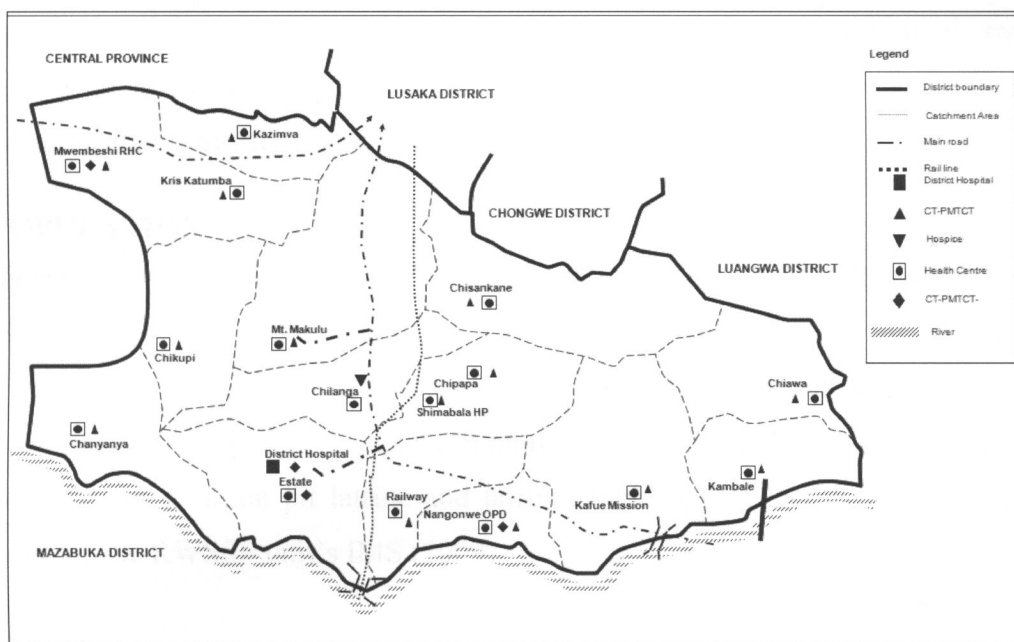 CENTRAL PROVINCE
LUSAKA DISTRICT
Kazimva
Mwembeshi RHC
Kris Katumba
CHONGWE DISTRICT
LUANGWA DISTRICT
Chisankane
Mt. Makulu
Chikupi
Chilanga
Chipapa
Shimabala HP
Chiawa
Chanyanya
District Hospital
Estate
Railway
Nangonwe OPD
Kafue Mission
Kambale
MAZABUKA DISTRICT
Legend
District boundary
Catchment Area
Main road
Rail line
District Hospital
CT-PMTCT
Hospice
Health Centre
CT-PMTCT-
River